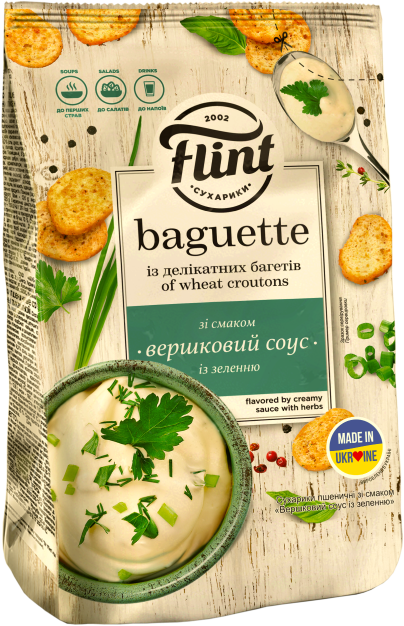 SOUPS
SALADS
DRINKS
ДО ПЕРШИХ
СТРАВ
ДО САЛАТІВ
ДО НАПОЇВ
2002
flint
•СУХАРИКИ•
baguette
із делікатних багетів
of wheat croutons
зі смаком
• вершковий соус •
із зеленню
flavored by creamy
sauce with herbs
MADE IN
UKR❤INE
Сухарики пшеничні зі смаком
«Вершковий соус із зеленню»